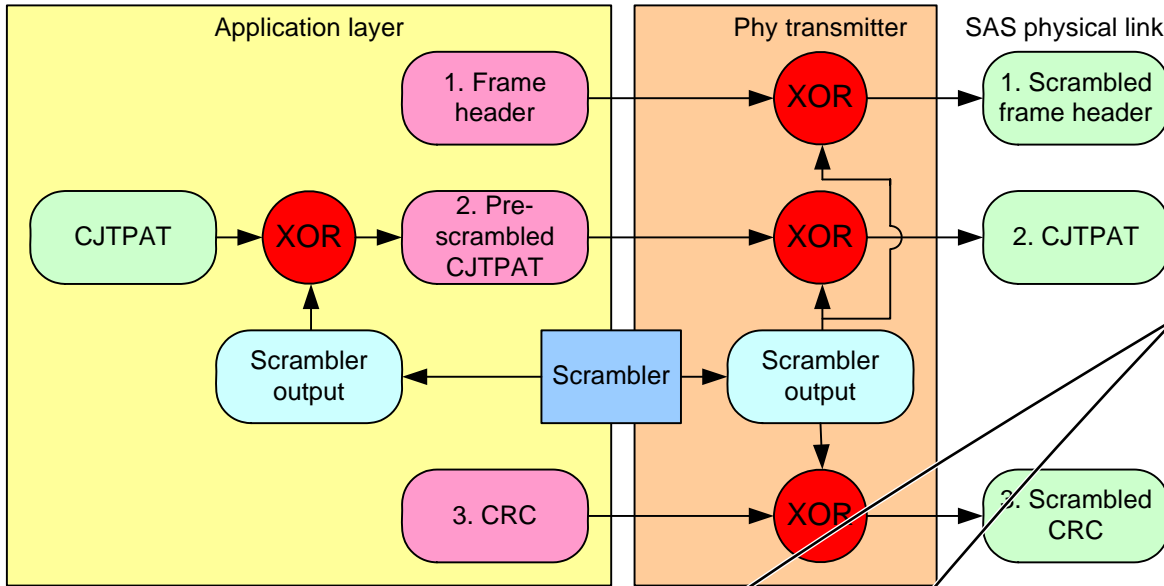 Application layer
Phy transmitter
SAS physical link
1. Frame
header
XOR
1. Scrambled
frame header
CJTPAT
XOR
2. Pre-
scrambled
CJTPAT
XOR
2. CJTPAT
Scrambler
output
Scrambler
Scrambler
output
3. CRC
XOR
3. Scrambled
CRC